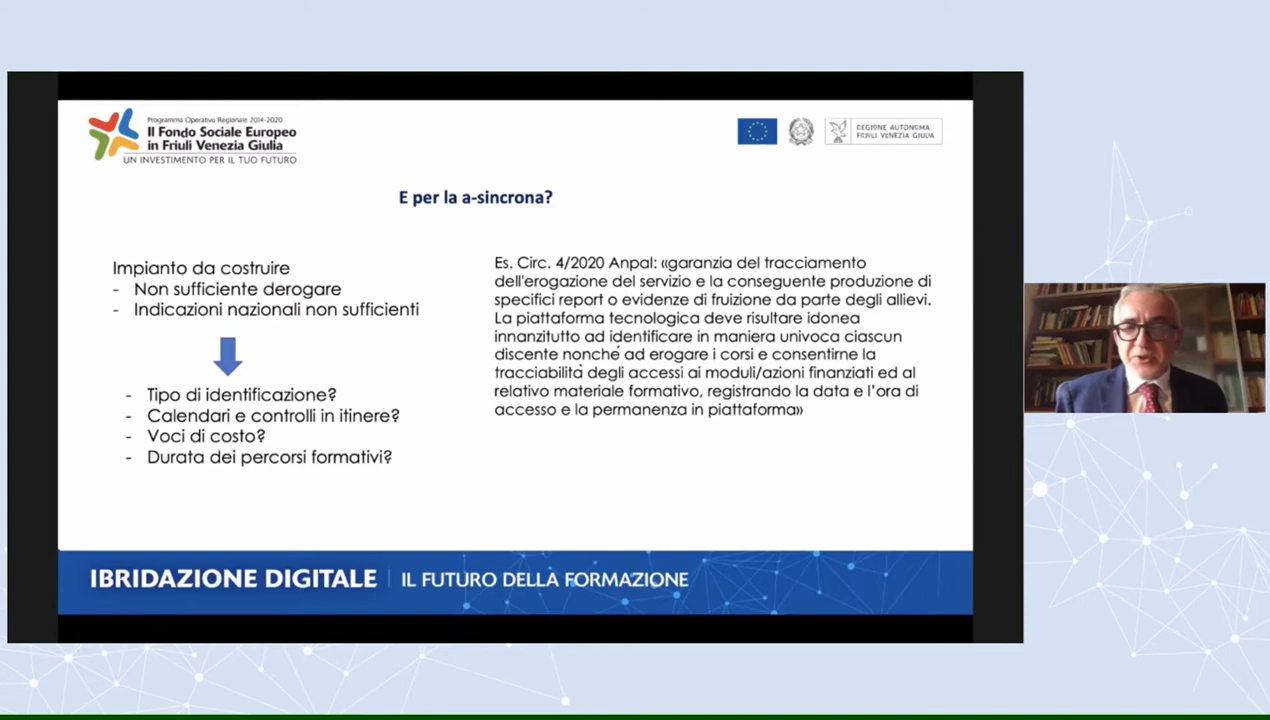 Programma Operativo Regionale 2014-2020
Il Fondo Sociale Europeo
in Friuli Venezia Giulia
UN INVESTIMENTO PER IL TUO FUTURO
REGIONE AUTONOMA
FRIULI VENEZIA GIULIA
E per la a-sincrona?
Impianto da costruire
- Non sufficiente derogare
- Indicazioni nazionali non sufficienti
- Tipo di identificazione?
- Calendari e controlli in itinere?
- Voci di costo?
- Durata dei percorsi formativi?
Es. Circ. 4/2020 Anpal: «garanzia del tracciamento
dell'erogazione del servizio e la conseguente produzione di
specifici report o evidenze di fruizione da parte degli allievi.
La piattaforma tecnologica deve risultare idonea
innanzitutto ad identificare in maniera univoca ciascun
discente nonché ad erogare i corsi e consentirne la
tracciabilità degli accessi ai moduli/azioni finanziati ed al
relativo materiale formativo, registrando la data e l’ora di
accesso e la permanenza in piattaforma»
IBRIDAZIONE DIGITALE | IL FUTURO DELLA FORMAZIONE